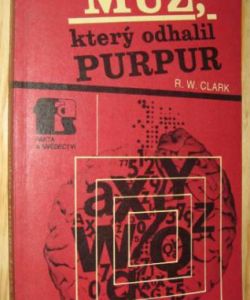 MUŽ,
který odhalil
PURPUR
R. W. CLARK
FAKTA
A SVĚDECTVÍ